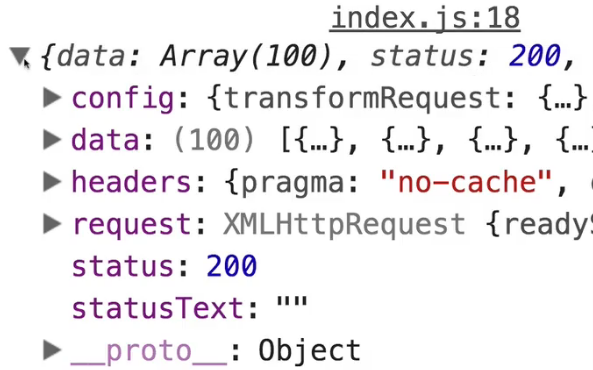 index.js:18
▼{data: Array(100), status: 200,
▶config: {transformRequest: {…}
▶data: (100) [{…}, {…}, {…}, {…
▶headers: {pragma: "no-cache",
▶request: XMLHttpRequest {readyS
status: 200
statusText: ""
▶__proto__: Object